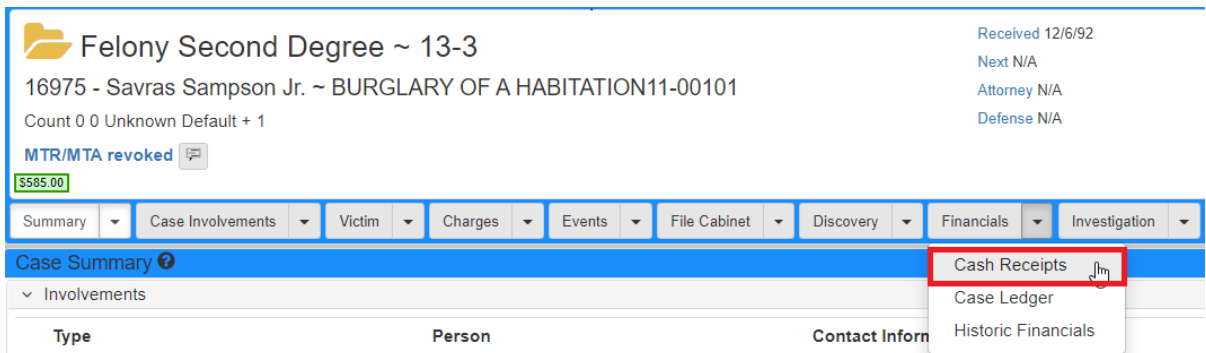 Felony Second Degree ~ 13-3
16975 - Savras Sampson Jr. ~ BURGLARY OF A HABITATION11-00101
Count 0 0 Unknown Default + 1
MTR/MTA revoked
$585.00
Received 12/6/92
Next N/A
Attorney N/A
Defense N/A
Summary Case Involvements Victim Charges Events File Cabinet Discovery Financials Investigation
Case Summary
Cash Receipts
Case Ledger
Historic Financials
Involvements
Type Person Contact Inforn